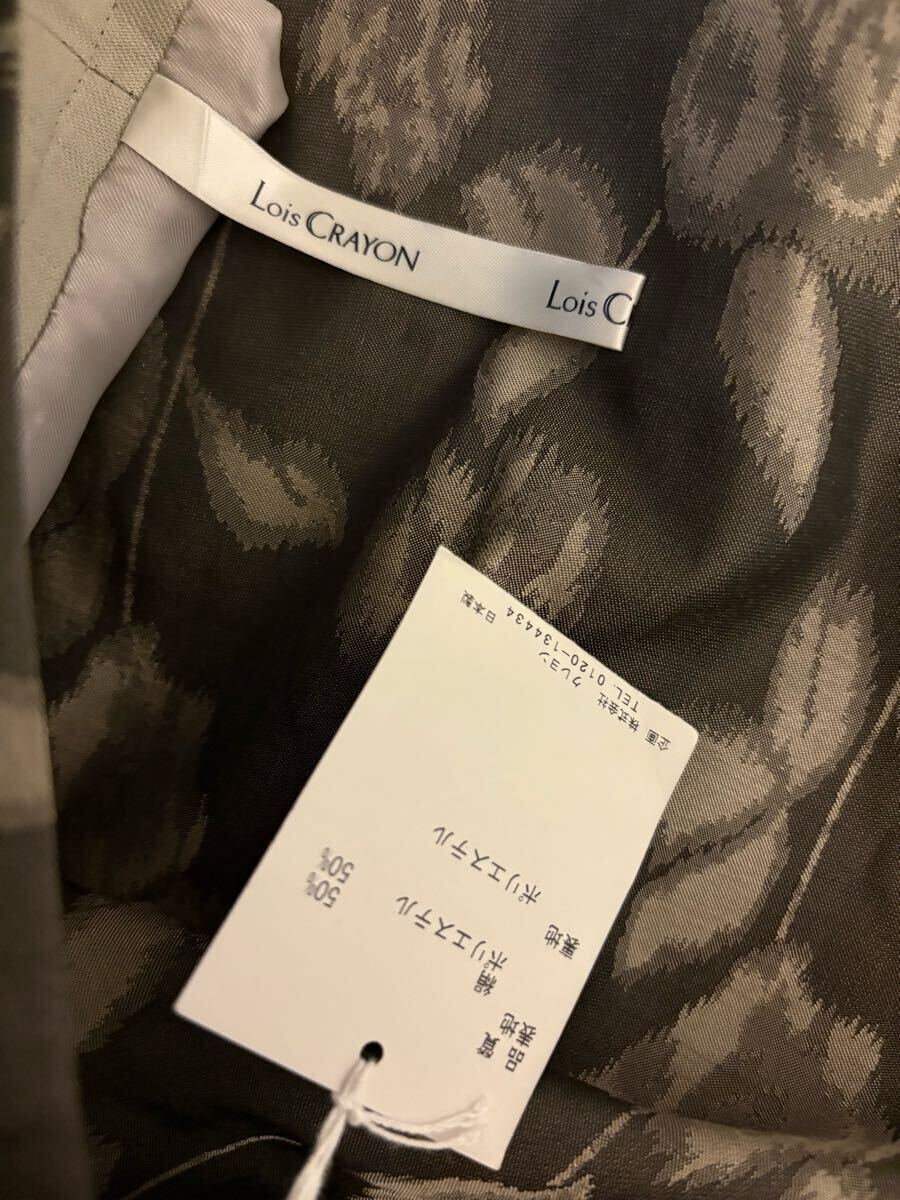 Lois CRAYON
Lois C
品質
表地
綿 50%
ポリエステル 50%
裏地
ポリエステル
企画 株式会社 クレヨン
TEL. 0120-134434
日本製